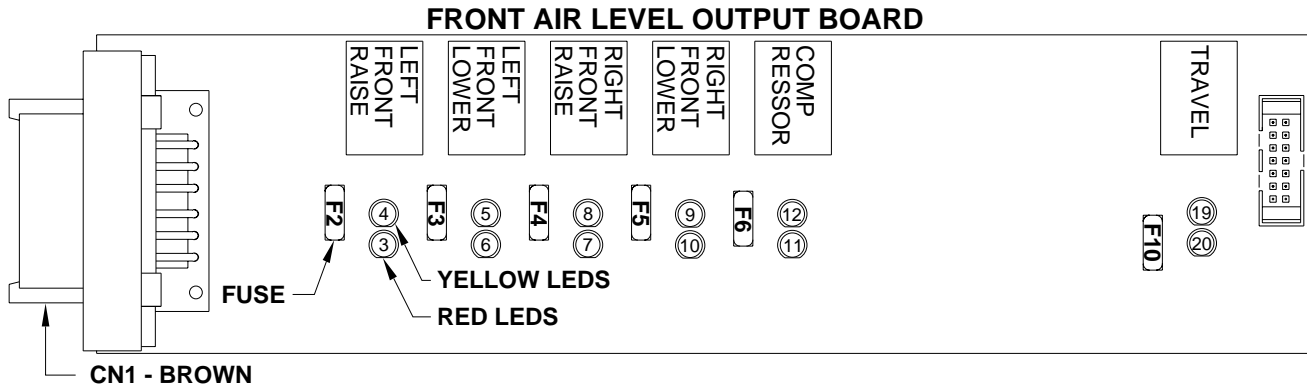 FRONT AIR LEVEL OUTPUT BOARD
LEFT
FRONT
RAISE
LEFT
FRONT
LOWER
RIGHT
FRONT
RAISE
RIGHT
FRONT
LOWER
COMP
RESSOR
TRAVEL
F2
4
3
F3
5
6
F4
8
7
F5
9
10
F6
12
11
F10
19
20
FUSE
YELLOW LEDS
RED LEDS
CN1 - BROWN